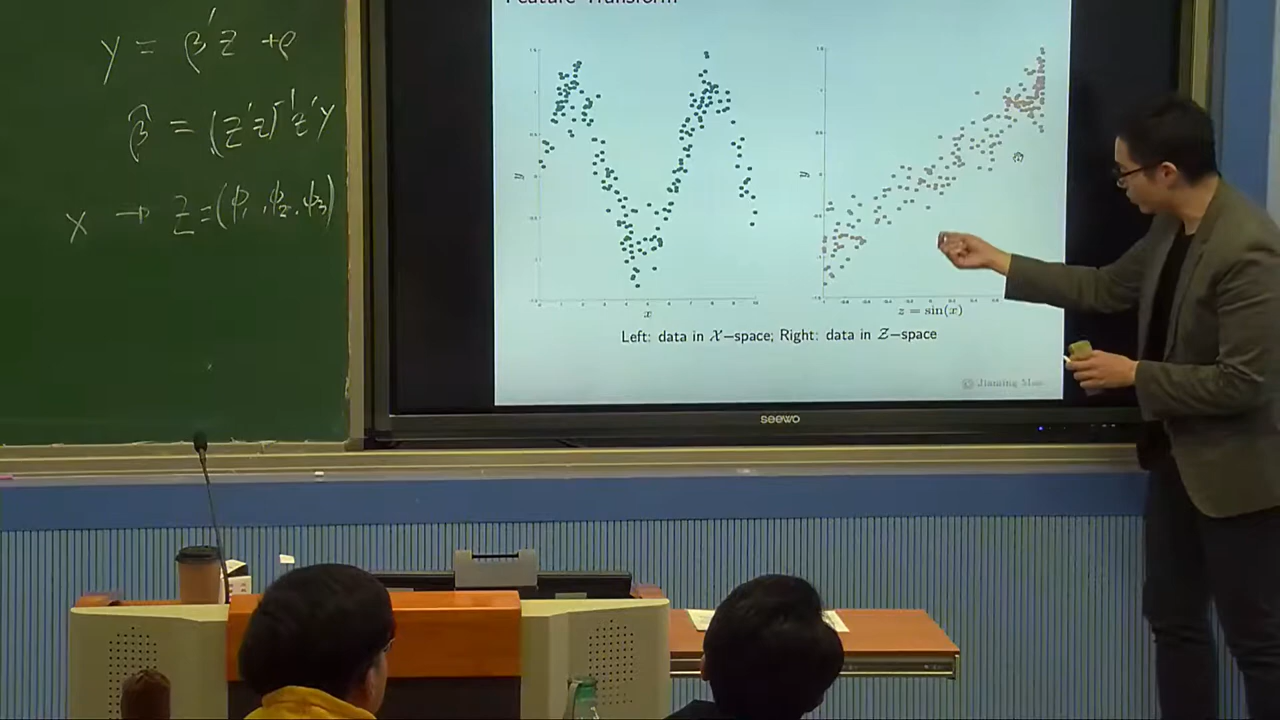 y = β'z + e
β̂ = (z'z)⁻¹z'y
x → z = (ϕ₁, ϕ₂, ϕ₃)
Feature Transform
y
x
y
z = sin(x)
Left: data in 𝒳−space; Right: data in 𝒵−space
© Jiaming Mao
seewo